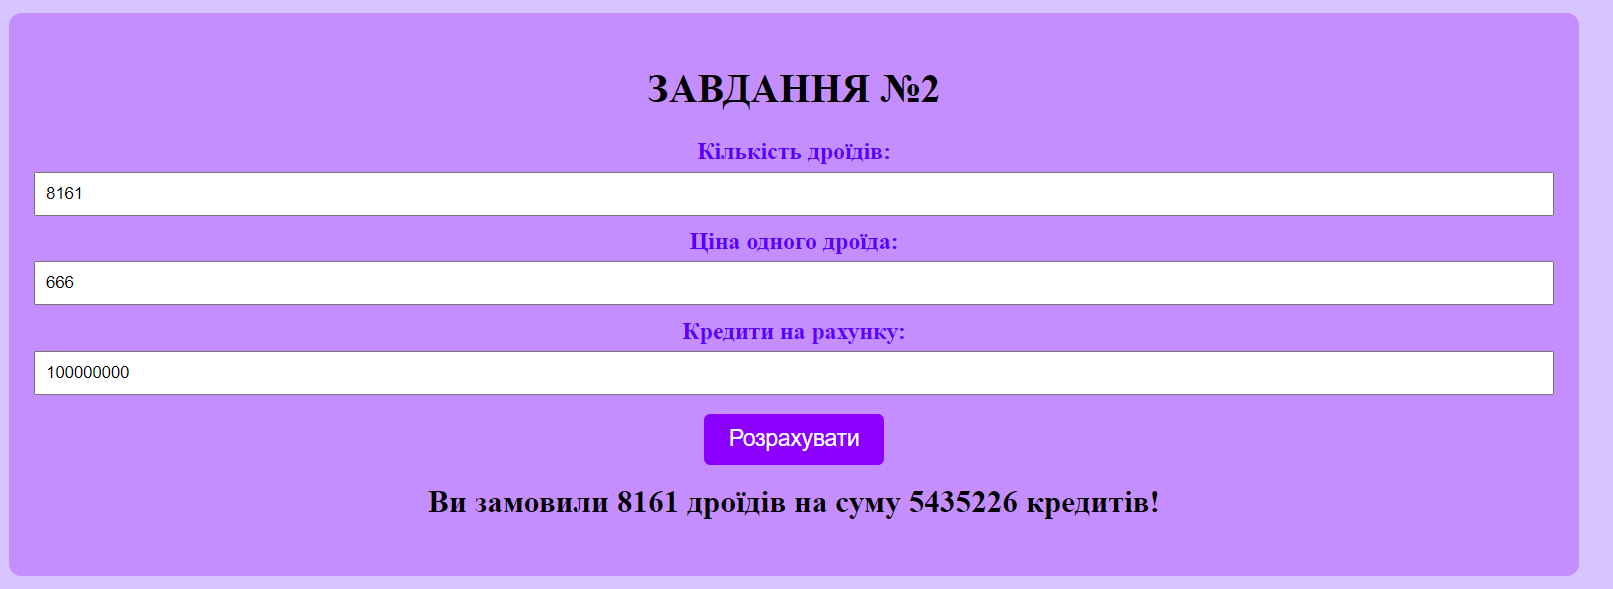 ЗАВДАННЯ №2
Кількість дроїдів:
8161
Ціна одного дроїда:
666
Кредити на рахунку:
100000000
Розрахувати
Ви замовили 8161 дроїдів на суму 5435226 кредитів!